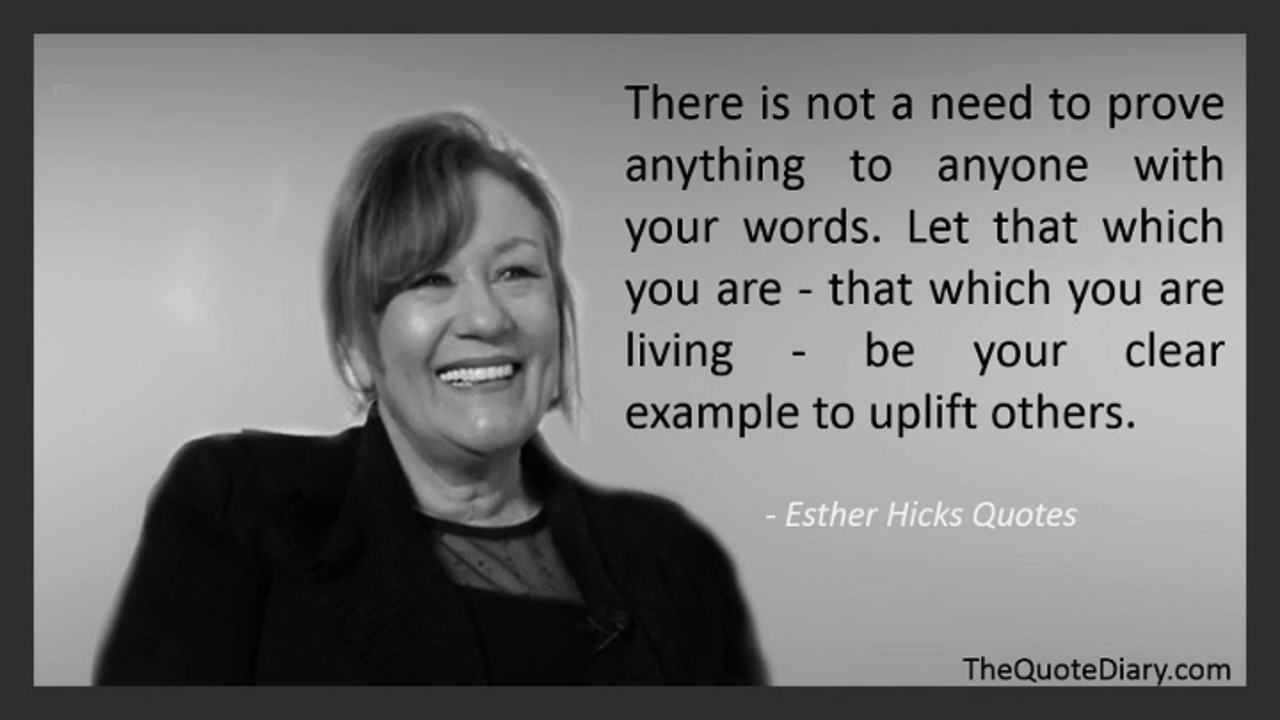 There is not a need to prove
anything to anyone with
your words. Let that which
you are - that which you are
living - be your clear
example to uplift others.
- Esther Hicks Quotes
TheQuoteDiary.com